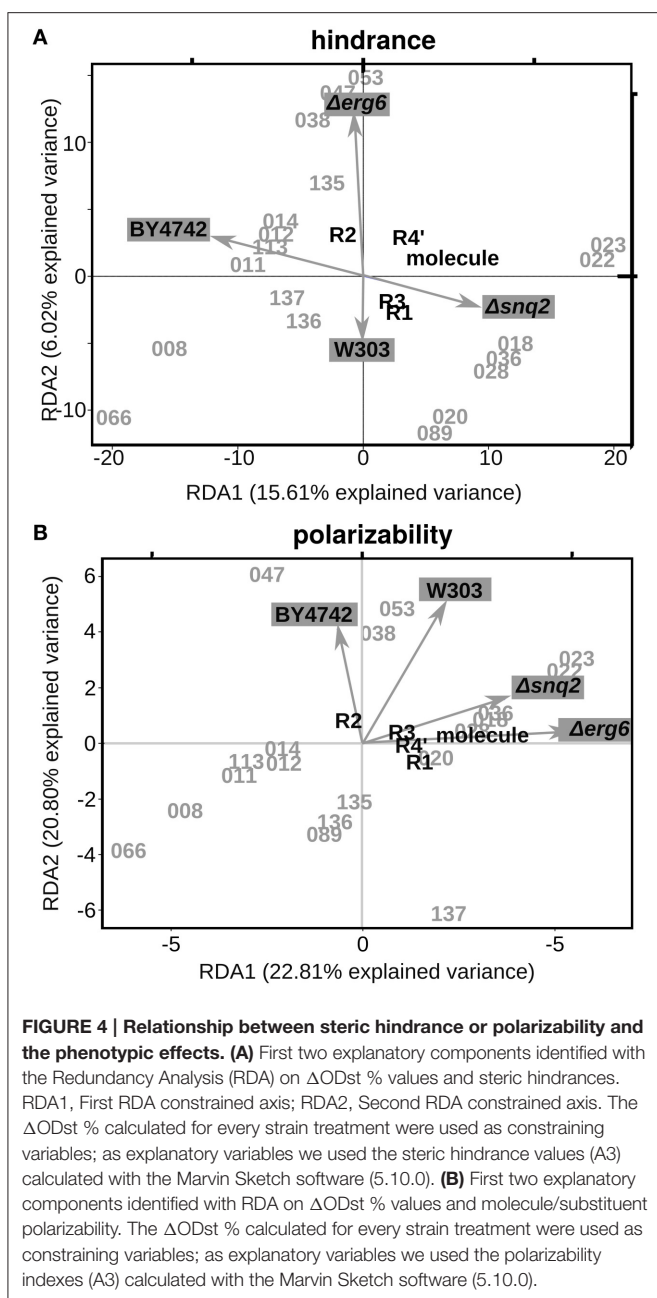 A
hindrance
053
047
Δerg6
038
10
135
014
BY4742
012
R2
R4'
113
molecule
023
011
022
0
137
R3
R1
Δsnq2
136
W303
008
018
036
028
-10
066
020
089
-20 -10 0 10 20
RDA2 (6.02% explained variance)
RDA1 (15.61% explained variance)
B
polarizability
6
047
W303
BY4742
053
4
038
023
022
2
Δsnq2
036
018
R2
R3
molecule
Δerg6
0
R4'
014
R1
020
113
012
011
-2
135
008
136
089
-4
066
-6
137
-5 0 -5
RDA2 (20.80% explained variance)
RDA1 (22.81% explained variance)
FIGURE 4 | Relationship between steric hindrance or polarizability and
the phenotypic effects. (A) First two explanatory components identified with
the Redundancy Analysis (RDA) on ΔODst % values and steric hindrances.
RDA1, First RDA constrained axis; RDA2, Second RDA constrained axis. The
ΔODst % calculated for every strain treatment were used as constraining
variables; as explanatory variables we used the steric hindrance values (A3)
calculated with the Marvin Sketch software (5.10.0). (B) First two explanatory
components identified with RDA on ΔODst % values and molecule/substituent
polarizability. The ΔODst % calculated for every strain treatment were used as
constraining variables; as explanatory variables we used the polarizability
indexes (A3) calculated with the Marvin Sketch software (5.10.0).